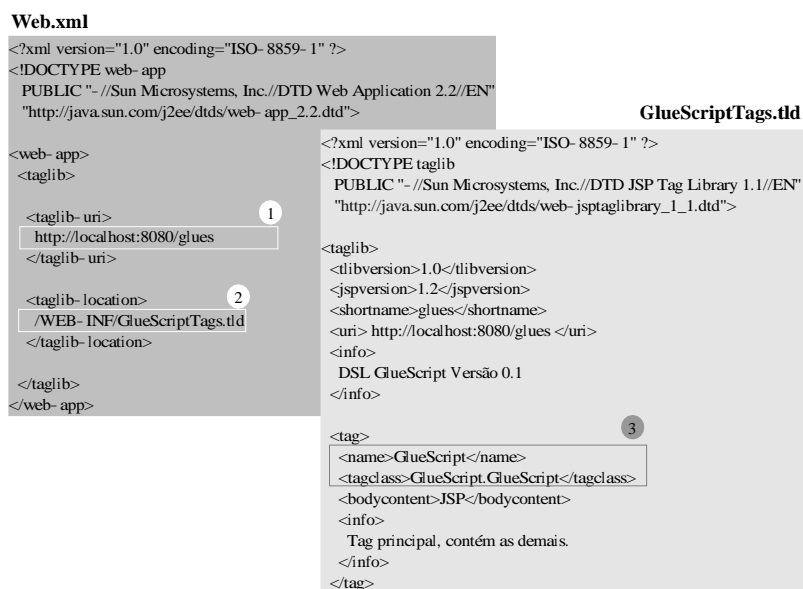 Web.xml
<?xml version="1.0" encoding="ISO- 8859- 1" ?>
<!DOCTYPE web- app
PUBLIC "- //Sun Microsystems, Inc.//DTD Web Application 2.2//EN"
"http://java.sun.com/j2ee/dtds/web- app_2.2.dtd">
<web- app>
<taglib>
<taglib- uri>
1
http://localhost:8080/glues
</taglib- uri>
<taglib- location>
2
/WEB- INF/GlueScriptTags.tld
</taglib- location>
</taglib>
</web- app>
GlueScriptTags.tld
<?xml version="1.0" encoding="ISO- 8859- 1" ?>
<!DOCTYPE taglib
PUBLIC "- //Sun Microsystems, Inc.//DTD JSP Tag Library 1.1//EN"
"http://java.sun.com/j2ee/dtds/web- jsptaglibrary_1_1.dtd">
<taglib>
<tlibversion>1.0</tlibversion>
<jspversion>1.2</jspversion>
<shortname>glues</shortname>
<uri> http://localhost:8080/glues </uri>
<info>
DSL GlueScript Versão 0.1
</info>
<tag>
3
<name>GlueScript</name>
<tagclass>GlueScript.GlueScript</tagclass>
<bodycontent>JSP</bodycontent>
<info>
Tag principal, contém as demais.
</info>
</tag>